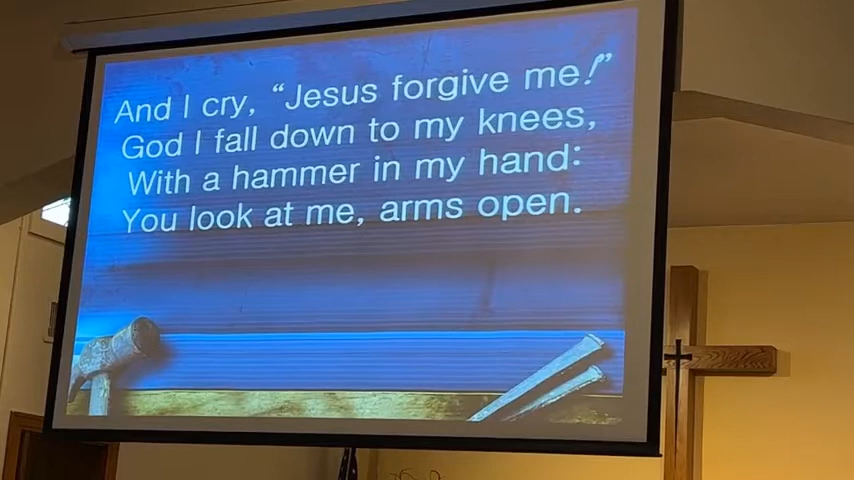 And I cry, "Jesus forgive me!"
God I fall down to my knees,
With a hammer in my hand:
You look at me, arms open.